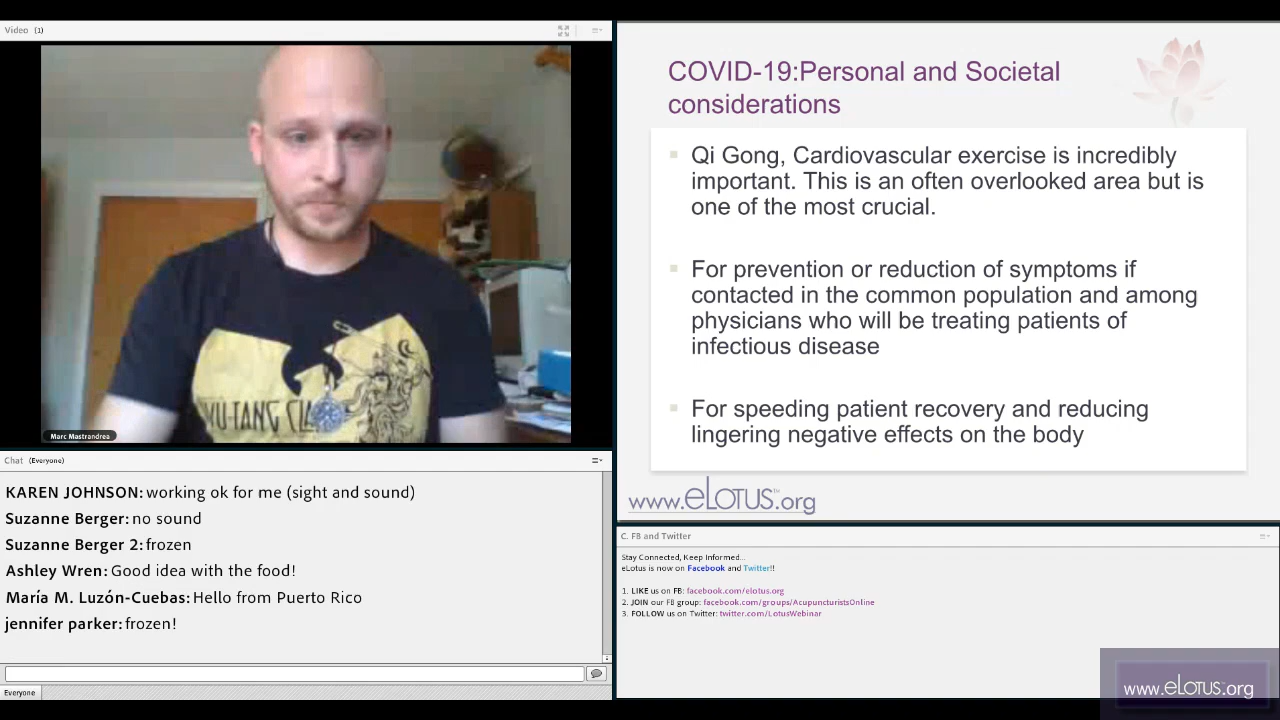 Video (1)
Marc Mastrandrea
Chat (Everyone)
KAREN JOHNSON: working ok for me (sight and sound)
Suzanne Berger: no sound
Suzanne Berger 2: frozen
Ashley Wren: Good idea with the food!
María M. Luzón-Cuebas: Hello from Puerto Rico
jennifer parker: frozen!
Everyone
COVID-19:Personal and Societal
considerations
Qi Gong, Cardiovascular exercise is incredibly
important. This is an often overlooked area but is
one of the most crucial.
For prevention or reduction of symptoms if
contacted in the common population and among
physicians who will be treating patients of
infectious disease
For speeding patient recovery and reducing
lingering negative effects on the body
www.eLOTUS.org
C. FB and Twitter
Stay Connected, Keep Informed...
eLotus is now on Facebook and Twitter!!
1. LIKE us on FB: facebook.com/elotus.org
2. JOIN our FB group: facebook.com/groups/AcupuncturistsOnline
3. FOLLOW us on Twitter: twitter.com/LotusWebinar
www.eLOTUS.org